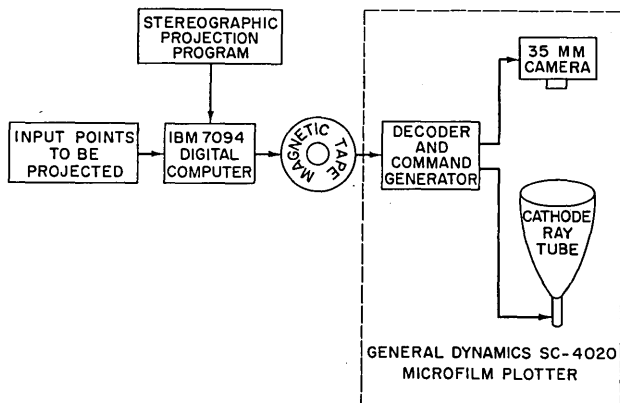 STEREOGRAPHIC
PROJECTION
PROGRAM
INPUT POINTS
TO BE
PROJECTED
IBM 7094
DIGITAL
COMPUTER
MAGNETIC TAPE
DECODER
AND
COMMAND
GENERATOR
35 MM
CAMERA
CATHODE
RAY
TUBE
GENERAL DYNAMICS SC-4020
MICROFILM PLOTTER